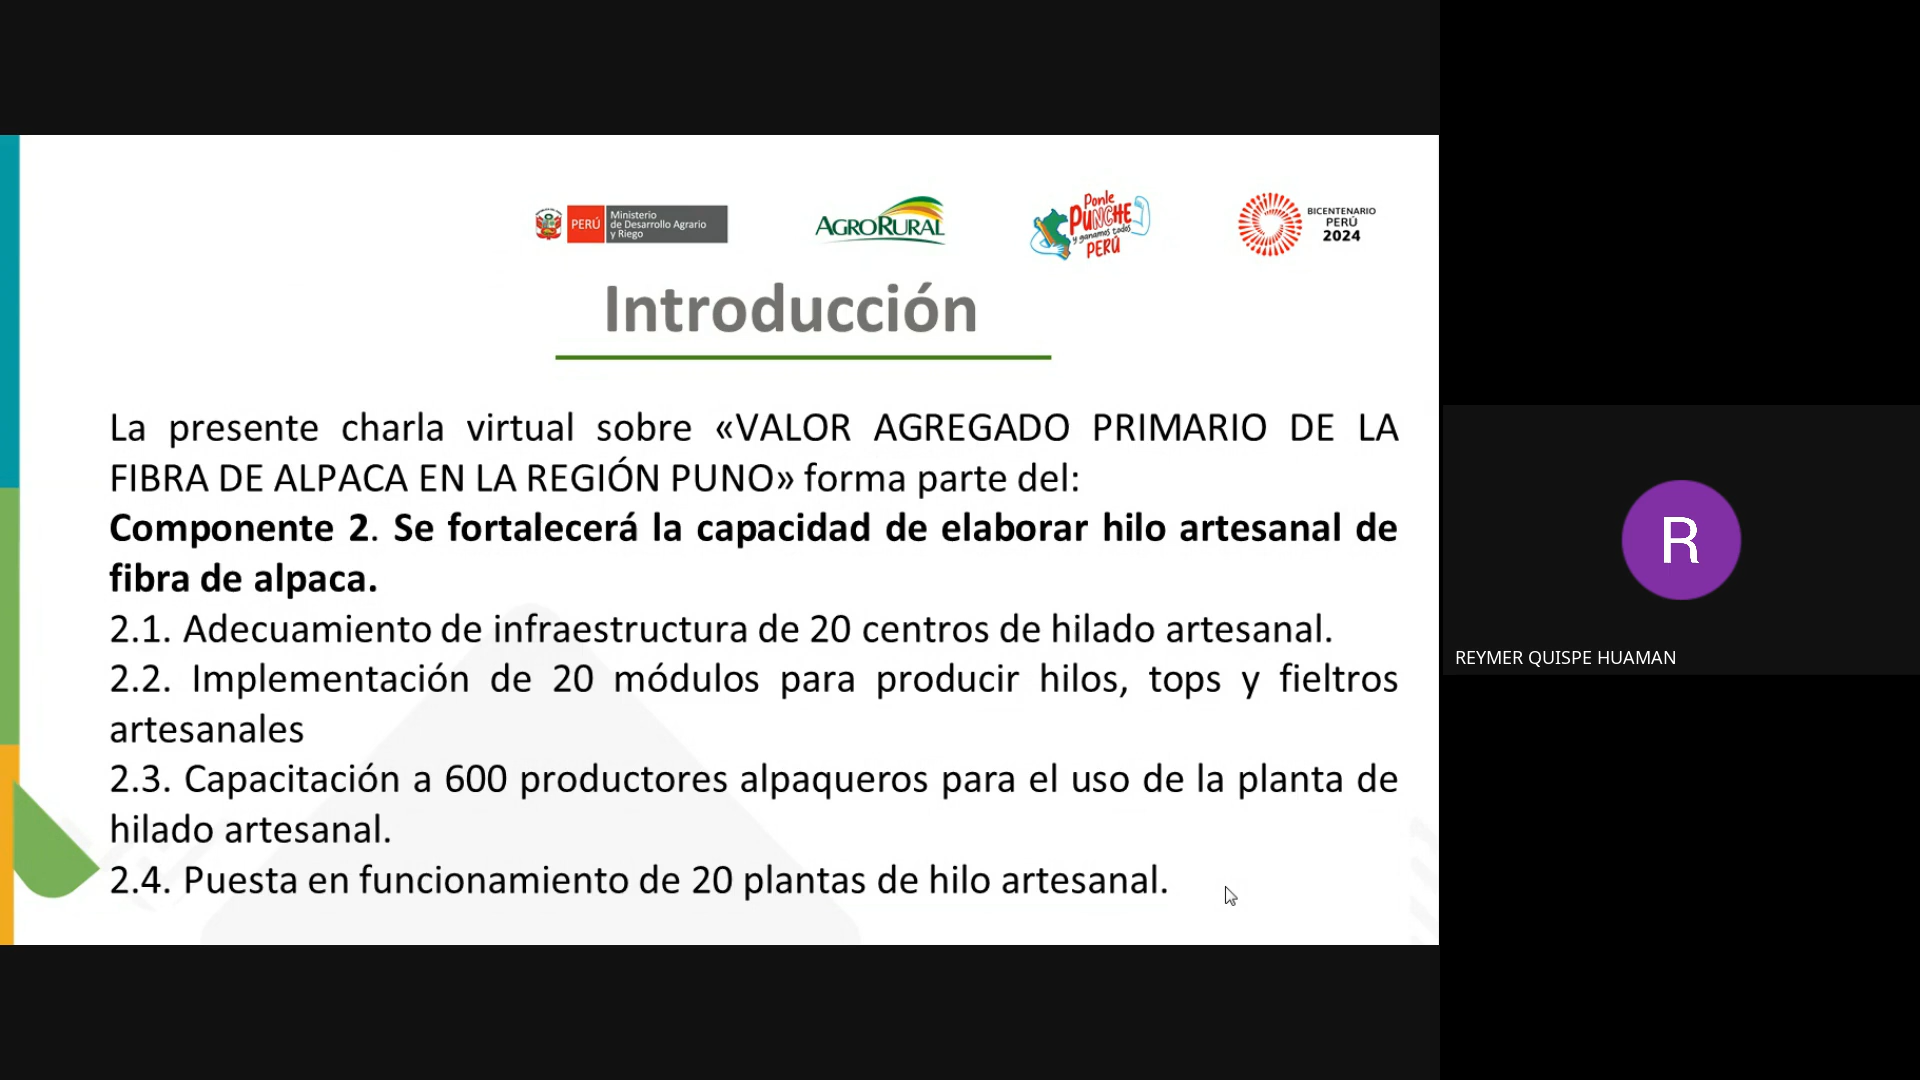 PERÚ
Ministerio
de Desarrollo Agrario
y Riego
AGRORURAL
Ponle
PUNCHE
y ganamos todos
PERÚ
BICENTENARIO
PERÚ
2024
Introducción
La presente charla virtual sobre «VALOR AGREGADO PRIMARIO DE LA
FIBRA DE ALPACA EN LA REGIÓN PUNO» forma parte del:
Componente 2. Se fortalecerá la capacidad de elaborar hilo artesanal de
fibra de alpaca.
2.1. Adecuamiento de infraestructura de 20 centros de hilado artesanal.
2.2. Implementación de 20 módulos para producir hilos, tops y fieltros
artesanales
2.3. Capacitación a 600 productores alpaqueros para el uso de la planta de
hilado artesanal.
2.4. Puesta en funcionamiento de 20 plantas de hilo artesanal.
R
REYMER QUISPE HUAMAN